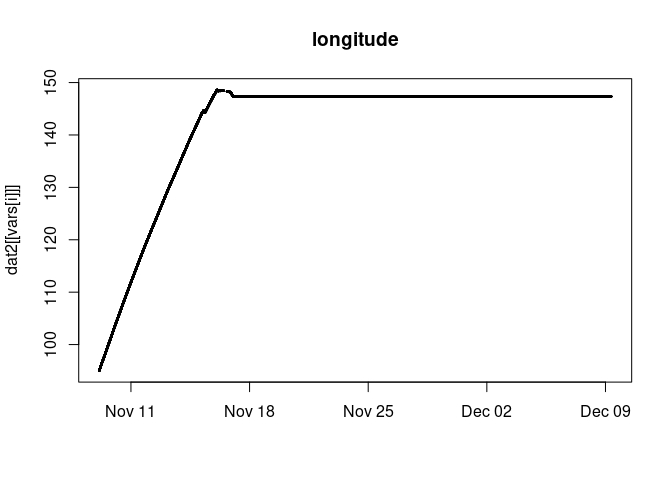 longitude
dat2[[vars[i]]]
150
140
130
120
110
100
Nov 11
Nov 18
Nov 25
Dec 02
Dec 09